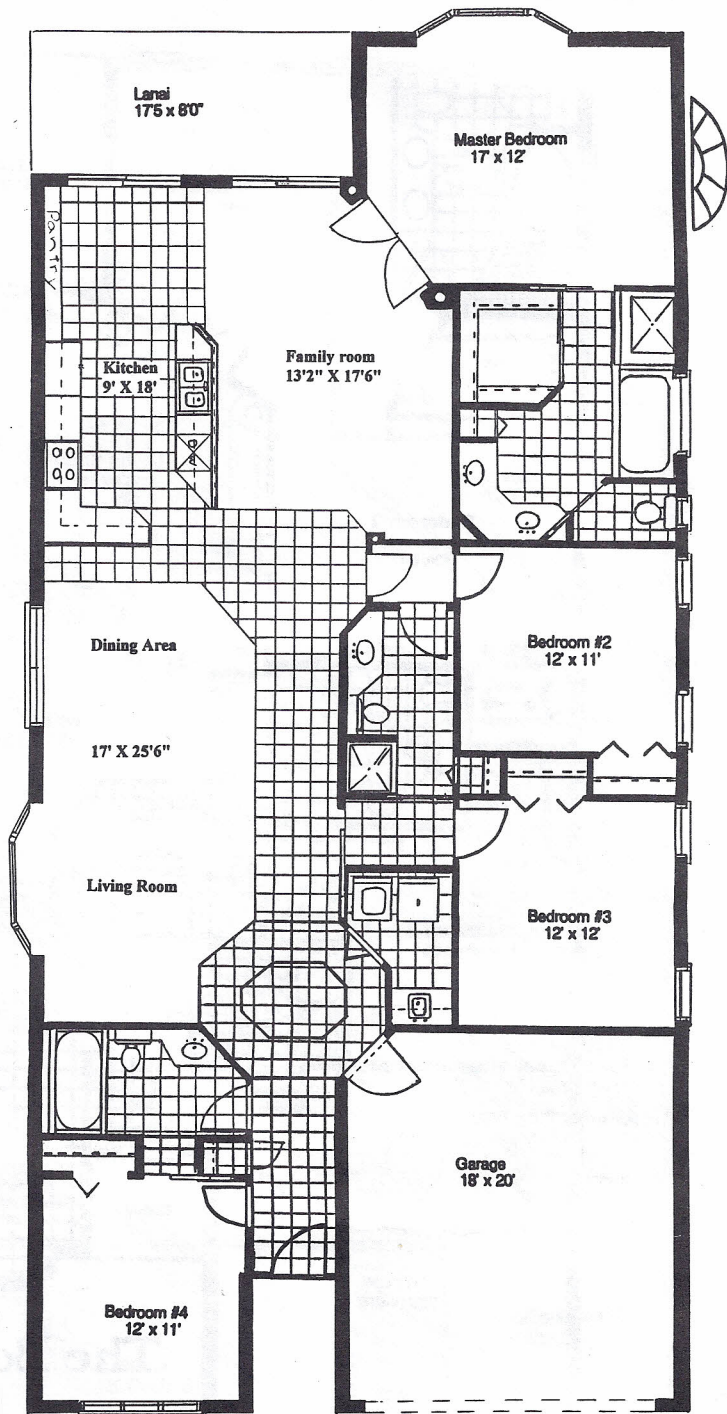 Lanai
17'5 x 8'0"
Master Bedroom
17' x 12'
Pantry
Kitchen
9' X 18'
Family room
13'2" X 17'6"
Dining Area
Bedroom #2
12' x 11'
17' X 25'6"
Living Room
Bedroom #3
12' x 12'
Garage
18' x 20'
Bedroom #4
12' x 11'